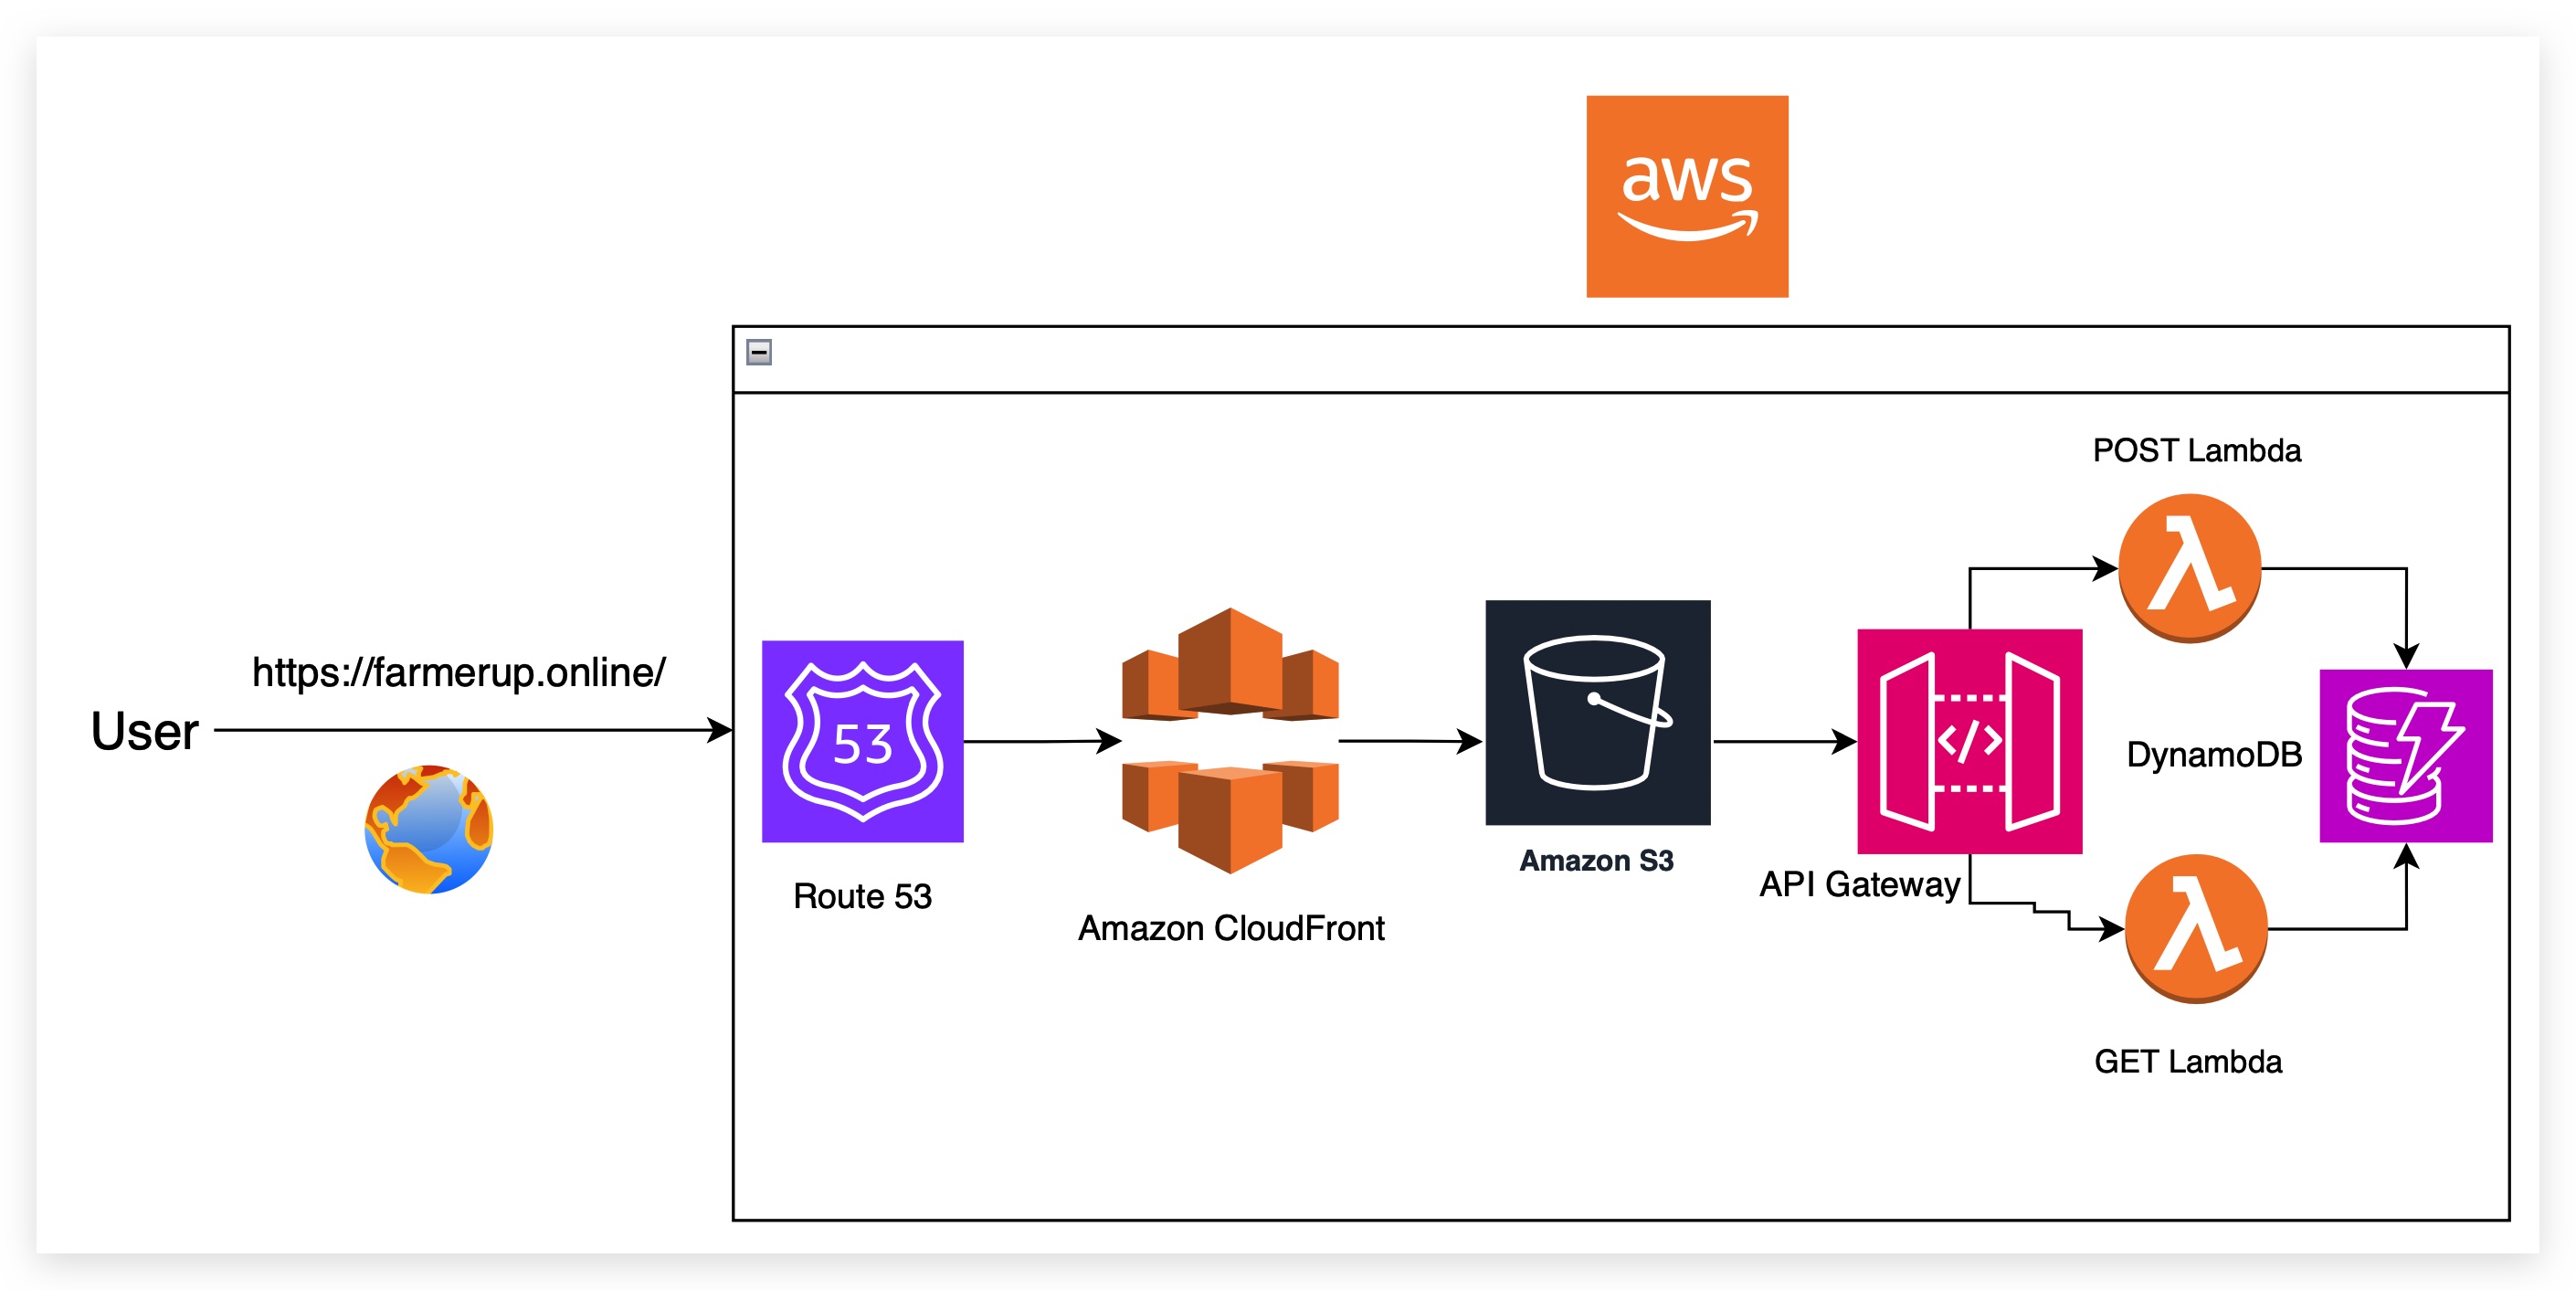 aws
POST Lambda
https://farmerup.online/
User
53
DynamoDB
</>
Amazon S3
API Gateway
Route 53
Amazon CloudFront
GET Lambda